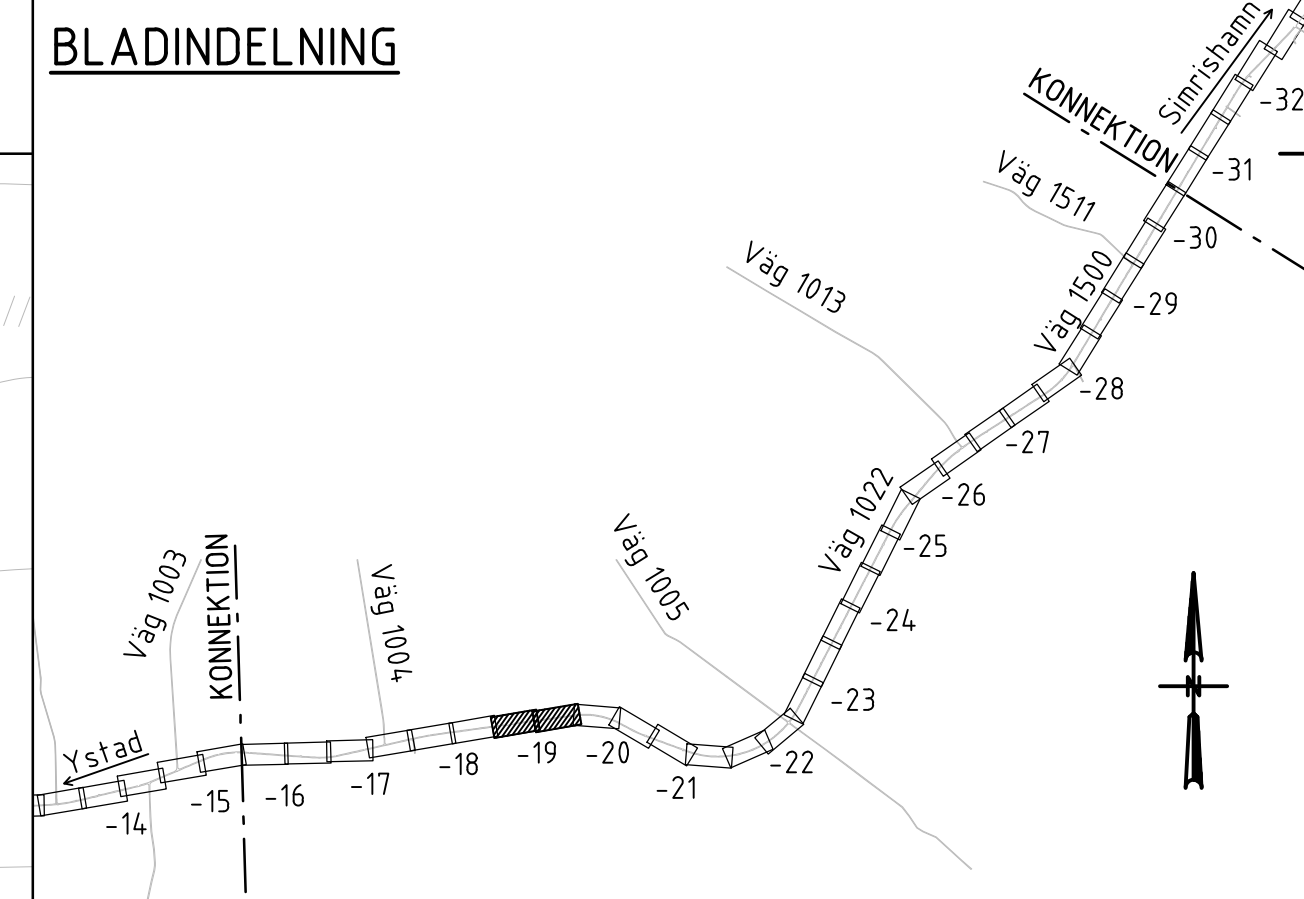 BLADINDELNING
Simrishamn
KONNEKTION
-32
-31
Väg 1511
-30
Väg 1013
Väg 1500
-29
-28
-27
Väg 1022
-26
-25
Väg 1003
KONNEKTION
Väg 1004
Väg 1005
-24
N
-23
Ystad
-18
-19
-20
-22
-17
-21
-15
-16
-14